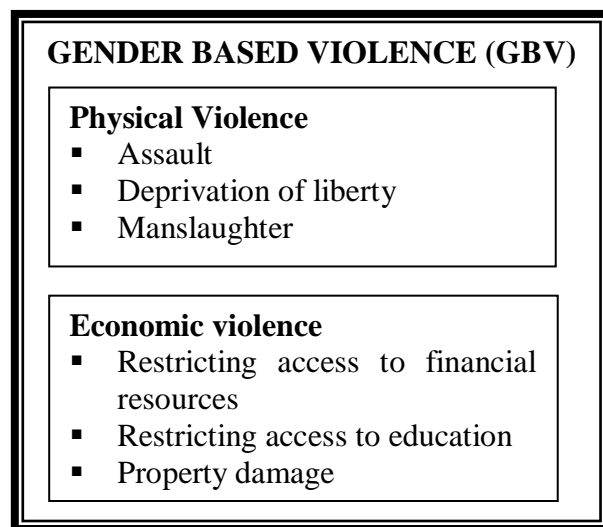 GENDER BASED VIOLENCE (GBV)
Physical Violence
▪ Assault
▪ Deprivation of liberty
▪ Manslaughter
Economic violence
▪ Restricting access to financial
resources
▪ Restricting access to education
▪ Property damage